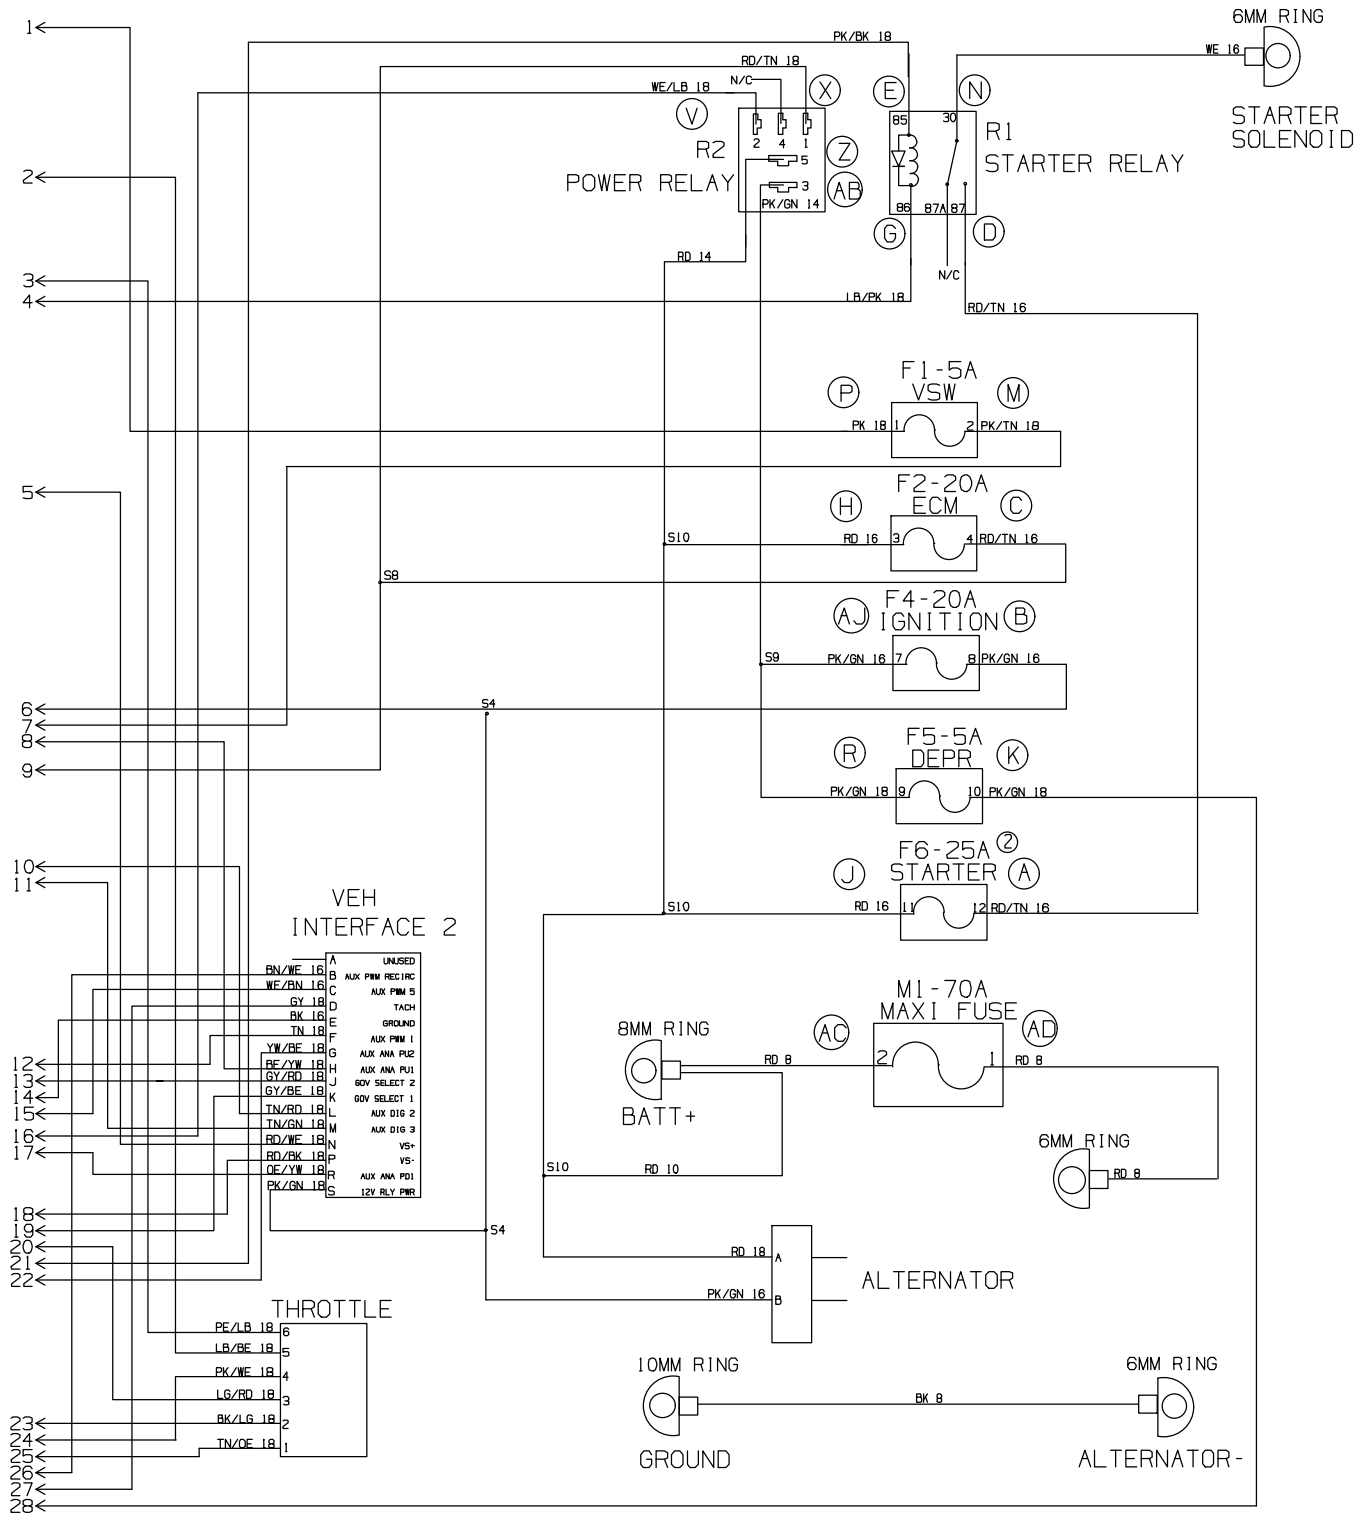 6MM RING
1
PK/BK 18
WE 16
RD/TN 18
N/C
WE/LB 18
X
E
N
V
STARTER
SOLENOID
85
30
R1
2 4 1
R2
Z
5
STARTER RELAY
2
POWER RELAY
3
AB
PK/GN 14
86
87A 87
G
D
RD 14
N/C
3
4
LB/PK 18
RD/TN 16
F1-5A
VSW
P
M
PK 18
1
2
PK/TN 18
5
F2-20A
ECM
H
C
S10
RD 16
3
4
RD/TN 16
S8
F4-20A
IGNITION
AJ
B
S9
PK/GN 16
7
8
PK/GN 16
6
S4
7
8
F5-5A
DEPR
R
K
9
PK/GN 18
9
10
PK/GN 18
F6-25A
2
STARTER
J
A
10
11
VEH
INTERFACE 2
S10
RD 16
11
12
RD/TN 16
A UNUSED
BN/WE 16 B AUX PWM RECIRC
WE/BN 16 C AUX PWM 5
GY 18 D TACH
BK 16 E GROUND
TN 18 F AUX PWM 1
YW/BE 18 G AUX ANA PU2
BE/YW 18 H AUX ANA PU1
GY/RD 18 J GOV SELECT 2
GY/BE 18 K GOV SELECT 1
TN/RD 18 L AUX DIG 2
TN/GN 18 M AUX DIG 3
RD/WE 18 N VS+
RD/BK 18 P VS-
OE/YW 18 R AUX ANA PD1
PK/GN 18 S 12V RLY PWR
M1-70A
MAXI FUSE
8MM RING
AC
AD
RD 8
2
1
RD 8
BATT+
12
13
14
15
16
17
6MM RING
RD 8
S10
RD 10
18
19
20
21
22
S4
RD 18
A
ALTERNATOR
PK/GN 16
B
THROTTLE
PE/LB 18 6
LB/BE 18 5
PK/WE 18 4
LG/RD 18 3
BK/LG 18 2
TN/OE 18 1
10MM RING
6MM RING
BK 8
GROUND
ALTERNATOR-
23
24
25
26
27
28